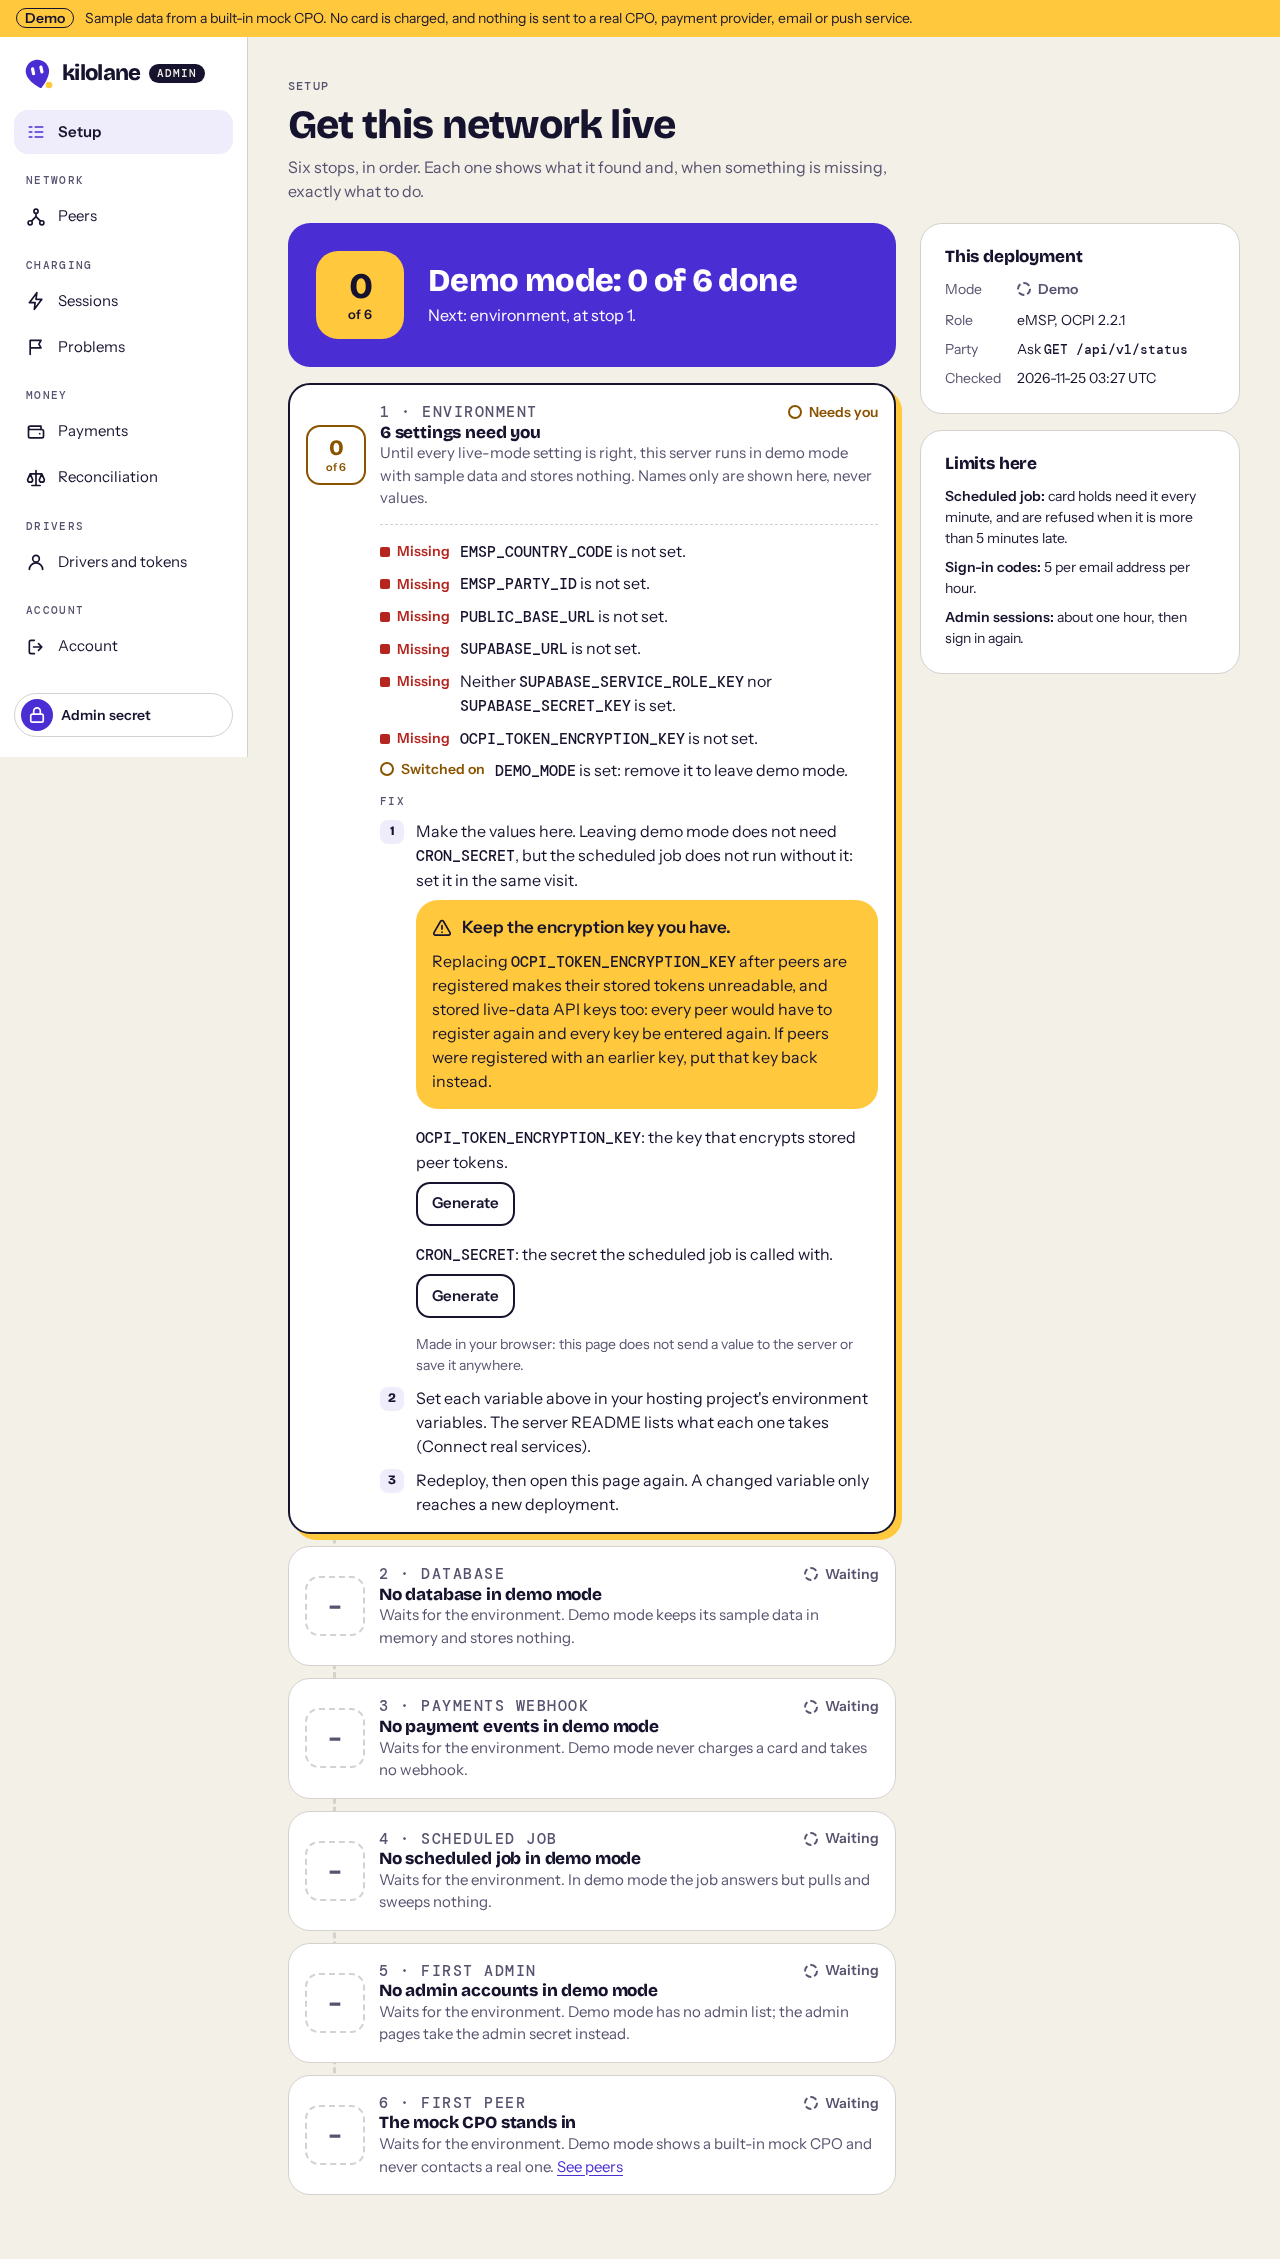 Demo Sample data from a built-in mock CPO. No card is charged, and nothing is sent to a real CPO, payment provider, email or push service.
kilolane ADMIN
Setup
NETWORK
Peers
CHARGING
Sessions
Problems
MONEY
Payments
Reconciliation
DRIVERS
Drivers and tokens
ACCOUNT
Account
Admin secret
SETUP
Get this network live
Six stops, in order. Each one shows what it found and, when something is missing,
exactly what to do.
0
of 6
Demo mode: 0 of 6 done
Next: environment, at stop 1.
1 · ENVIRONMENT
Needs you
0
of 6
6 settings need you
Until every live-mode setting is right, this server runs in demo mode
with sample data and stores nothing. Names only are shown here, never
values.
Missing EMSP_COUNTRY_CODE is not set.
Missing EMSP_PARTY_ID is not set.
Missing PUBLIC_BASE_URL is not set.
Missing SUPABASE_URL is not set.
Missing Neither SUPABASE_SERVICE_ROLE_KEY nor
SUPABASE_SECRET_KEY is set.
Missing OCPI_TOKEN_ENCRYPTION_KEY is not set.
Switched on DEMO_MODE is set: remove it to leave demo mode.
FIX
1 Make the values here. Leaving demo mode does not need
CRON_SECRET, but the scheduled job does not run without it:
set it in the same visit.
Keep the encryption key you have.
Replacing OCPI_TOKEN_ENCRYPTION_KEY after peers are
registered makes their stored tokens unreadable, and
stored live-data API keys too: every peer would have to
register again and every key be entered again. If peers
were registered with an earlier key, put that key back
instead.
OCPI_TOKEN_ENCRYPTION_KEY: the key that encrypts stored
peer tokens.
Generate
CRON_SECRET: the secret the scheduled job is called with.
Generate
Made in your browser: this page does not send a value to the server or
save it anywhere.
2 Set each variable above in your hosting project's environment
variables. The server README lists what each one takes
(Connect real services).
3 Redeploy, then open this page again. A changed variable only
reaches a new deployment.
2 · DATABASE
Waiting
–
No database in demo mode
Waits for the environment. Demo mode keeps its sample data in
memory and stores nothing.
3 · PAYMENTS WEBHOOK
Waiting
–
No payment events in demo mode
Waits for the environment. Demo mode never charges a card and takes
no webhook.
4 · SCHEDULED JOB
Waiting
–
No scheduled job in demo mode
Waits for the environment. In demo mode the job answers but pulls and
sweeps nothing.
5 · FIRST ADMIN
Waiting
–
No admin accounts in demo mode
Waits for the environment. Demo mode has no admin list; the admin
pages take the admin secret instead.
6 · FIRST PEER
Waiting
–
The mock CPO stands in
Waits for the environment. Demo mode shows a built-in mock CPO and
never contacts a real one. See peers
This deployment
Mode Demo
Role eMSP, OCPI 2.2.1
Party Ask GET /api/v1/status
Checked 2026-11-25 03:27 UTC
Limits here
Scheduled job: card holds need it every
minute, and are refused when it is more
than 5 minutes late.
Sign-in codes: 5 per email address per
hour.
Admin sessions: about one hour, then
sign in again.